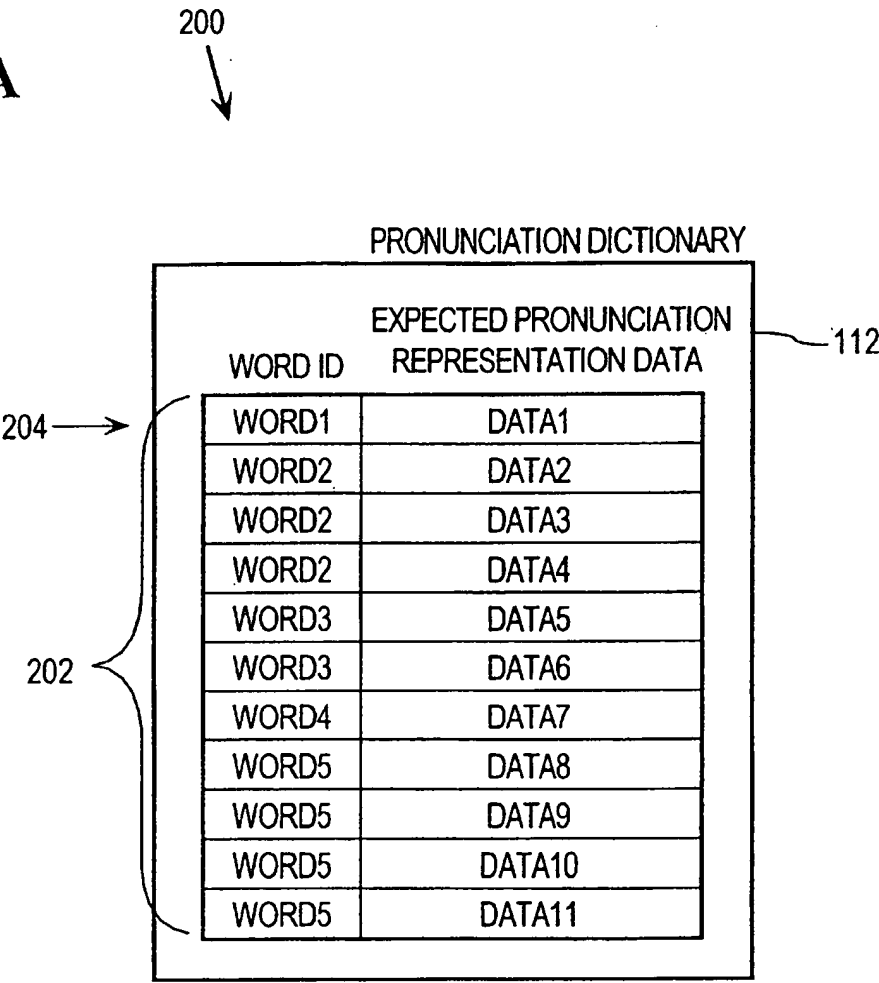 200
A
PRONUNCIATION DICTIONARY
EXPECTED PRONUNCIATION
112
WORD ID REPRESENTATION DATA
204
WORD1 DATA1
WORD2 DATA2
WORD2 DATA3
WORD2 DATA4
WORD3 DATA5
202
WORD3 DATA6
WORD4 DATA7
WORD5 DATA8
WORD5 DATA9
WORD5 DATA10
WORD5 DATA11